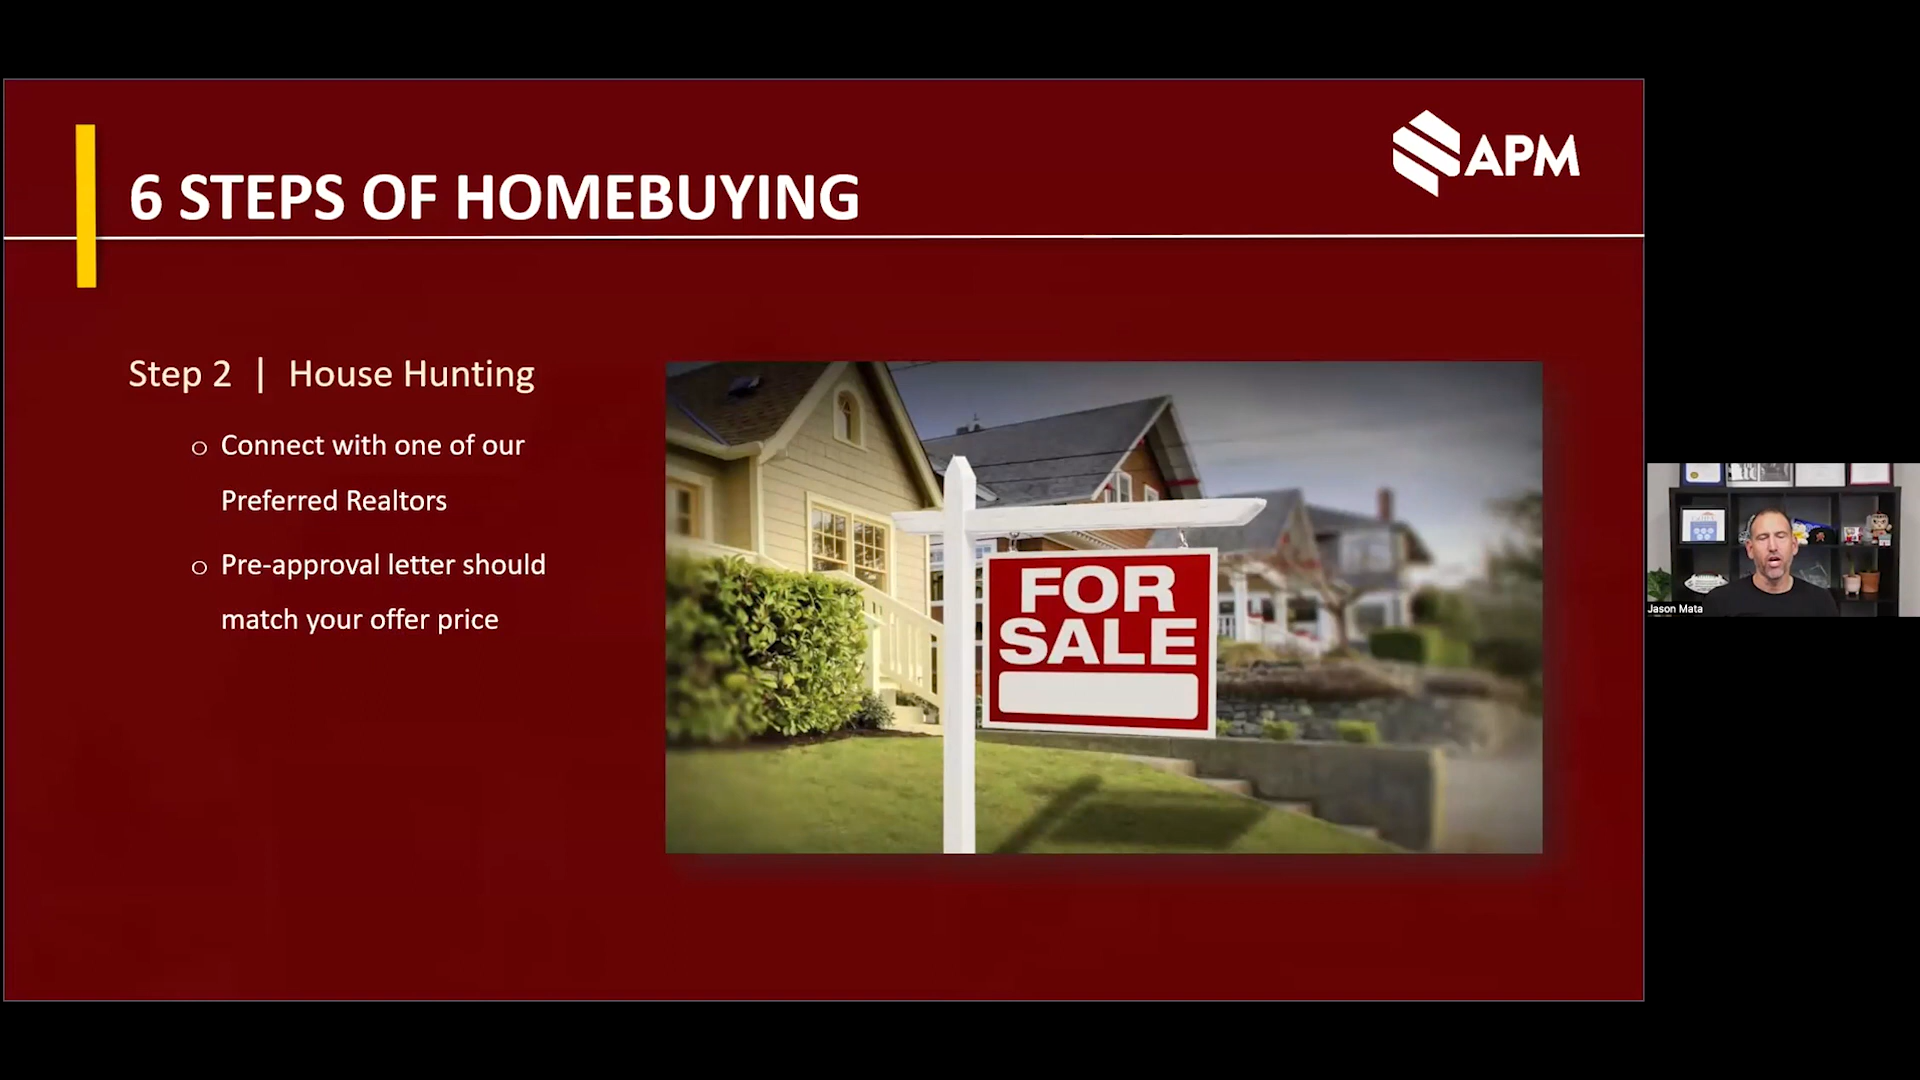 6 STEPS OF HOMEBUYING
APM
Step 2 | House Hunting
o Connect with one of our
Preferred Realtors
o Pre-approval letter should
match your offer price
FOR
SALE
Jason Mata